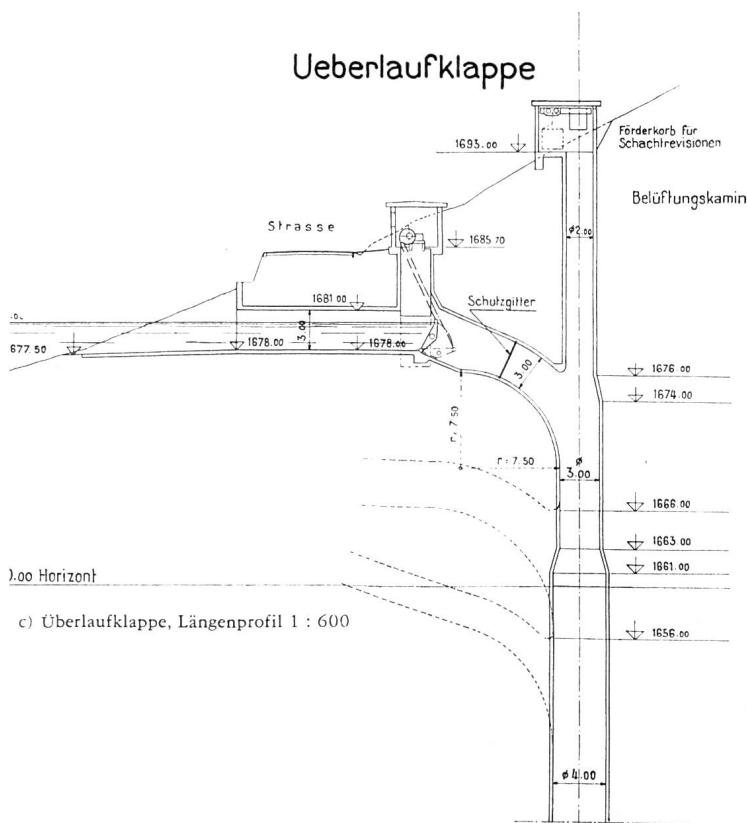 Ueberlaufklappe
Förderkorb für
Schachtrevisionen
1693.00
Belüftungskamin
ø2.00
Strasse
1685.70
1681.00
Schutzgitter
3.00
677.50
1678.00
1678.00
3.00
1676.00
1674.00
r: 7.50
r: 7.50
ø
3.00
1666.00
1663.00
1661.00
0.00 Horizont
c) Überlaufklappe, Längenprofil 1 : 600
1656.00
ø4.00